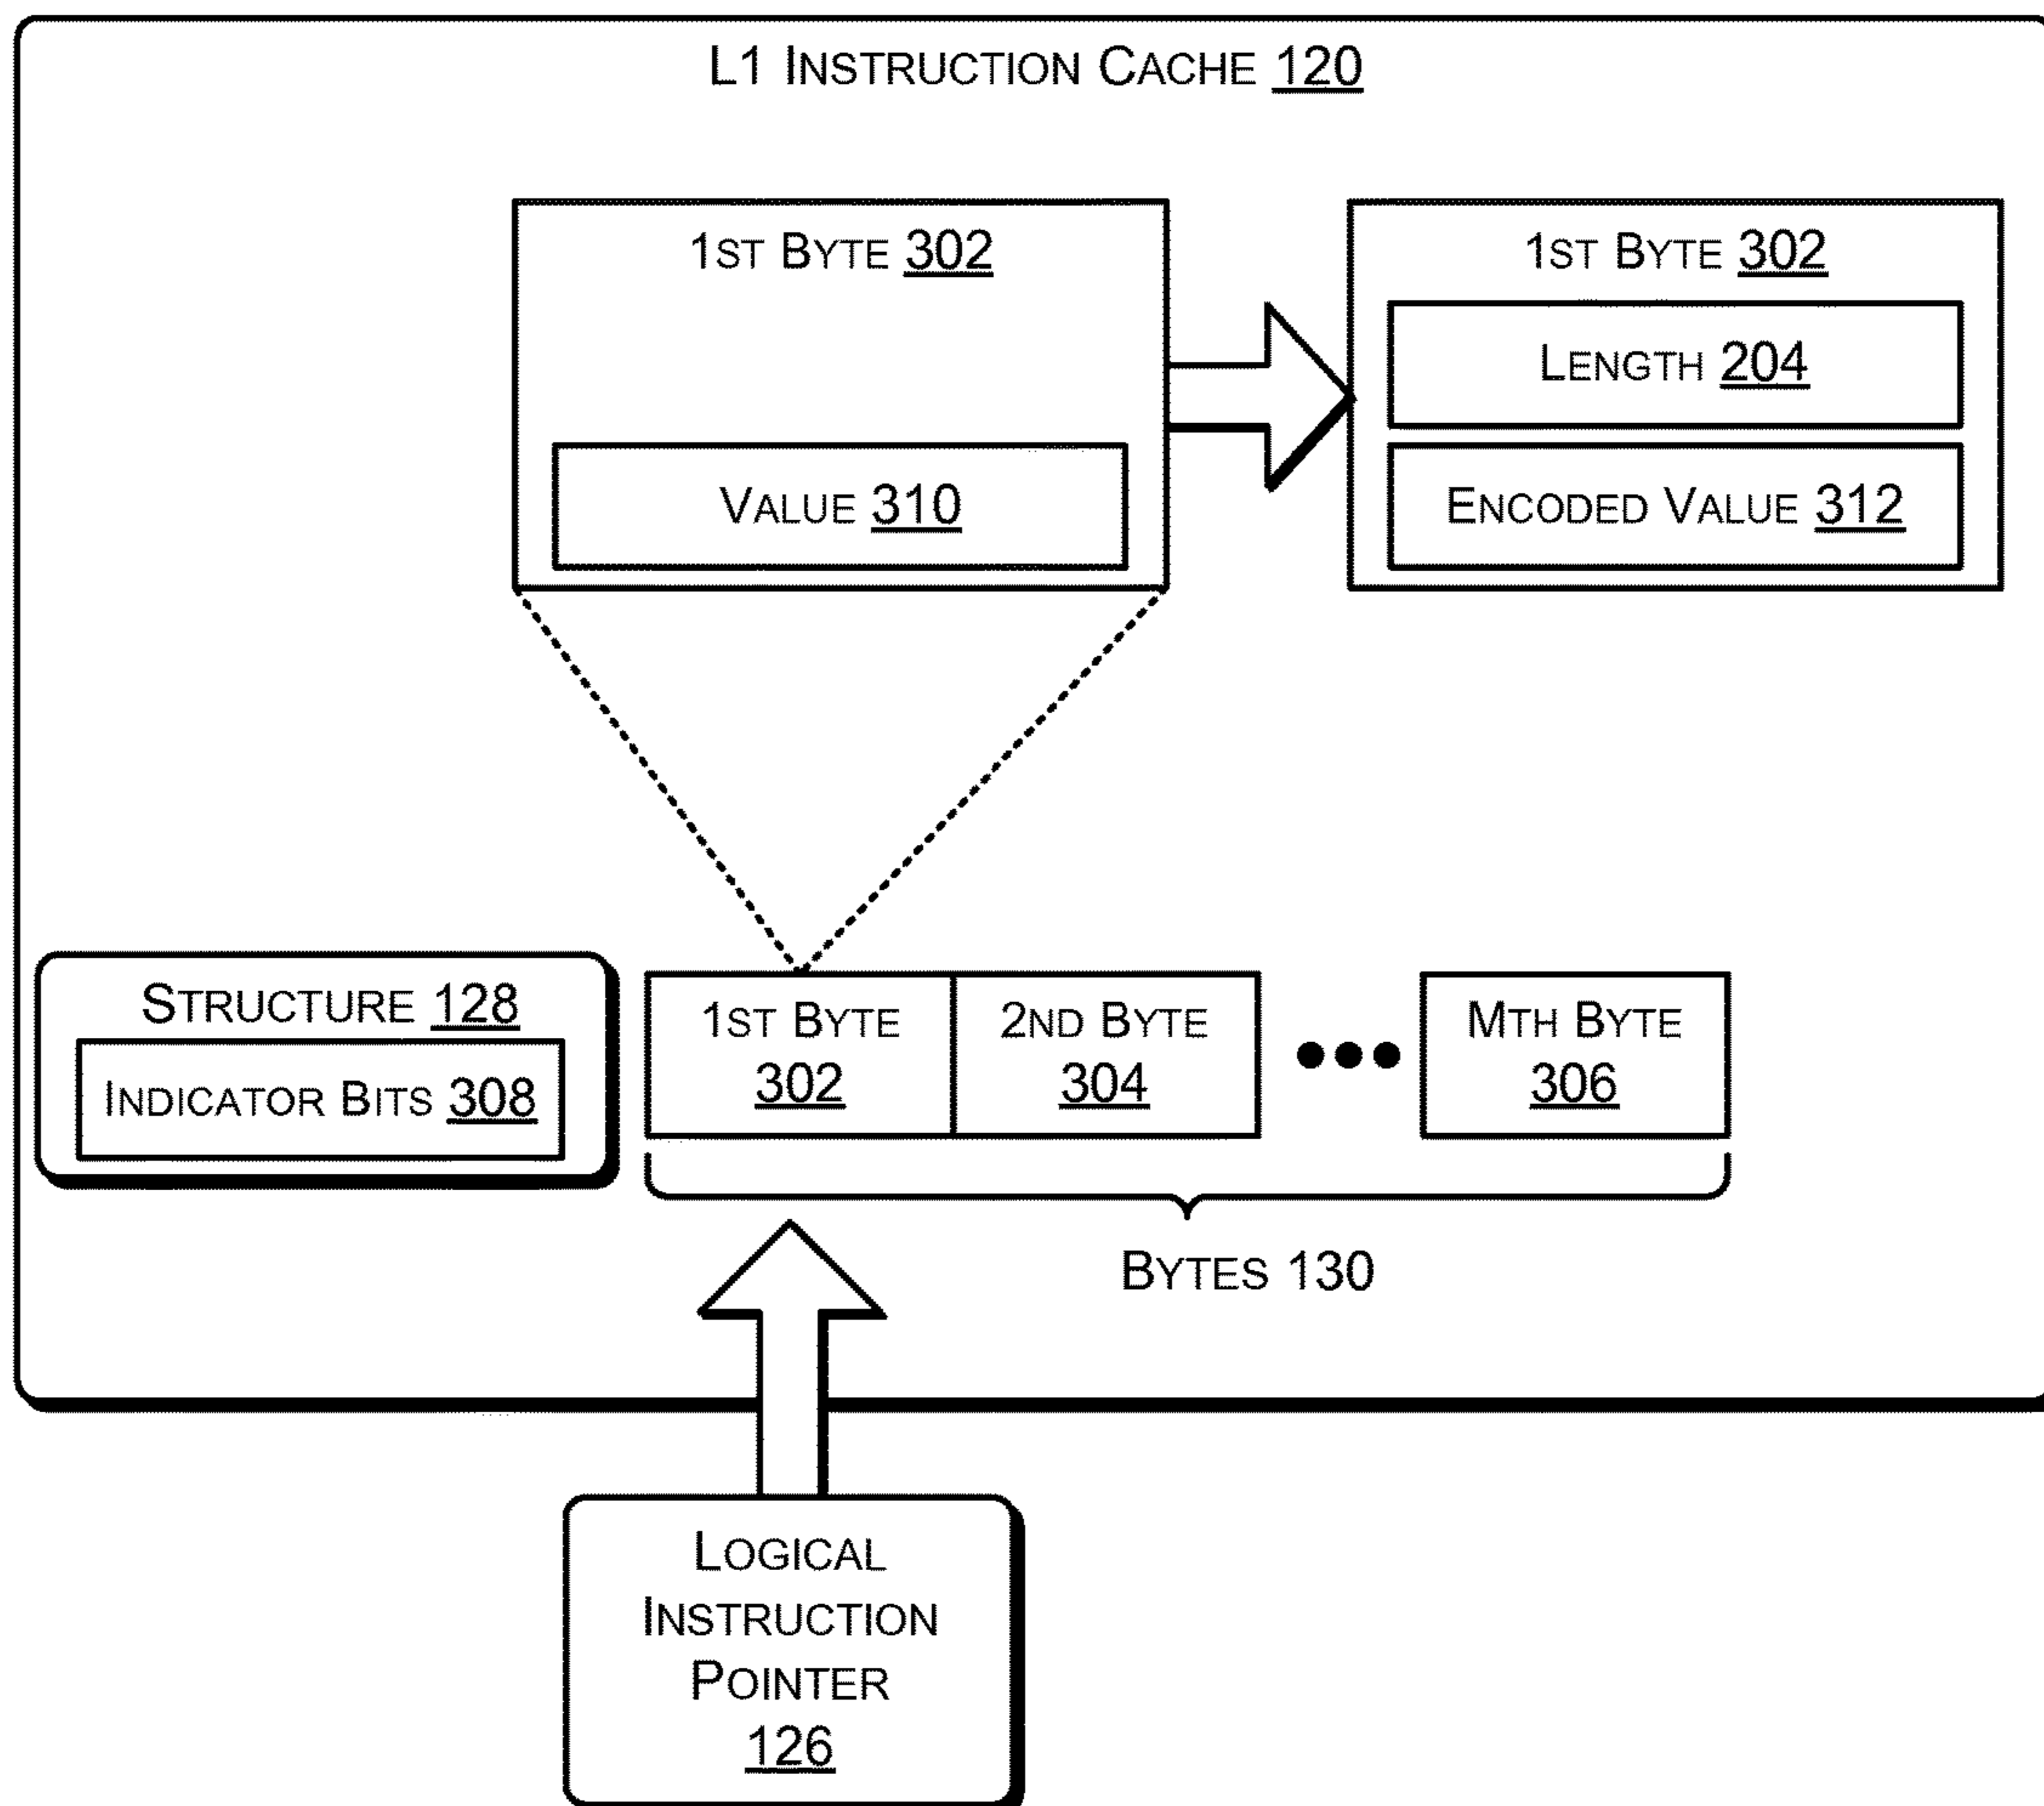 L1 INSTRUCTION CACHE 120
1ST BYTE 302
VALUE 310
1ST BYTE 302
LENGTH 204
ENCODED VALUE 312
STRUCTURE 128
INDICATOR BITS 308
1ST BYTE
302
2ND BYTE
304
MTH BYTE
306
BYTES 130
LOGICAL
INSTRUCTION
POINTER
126